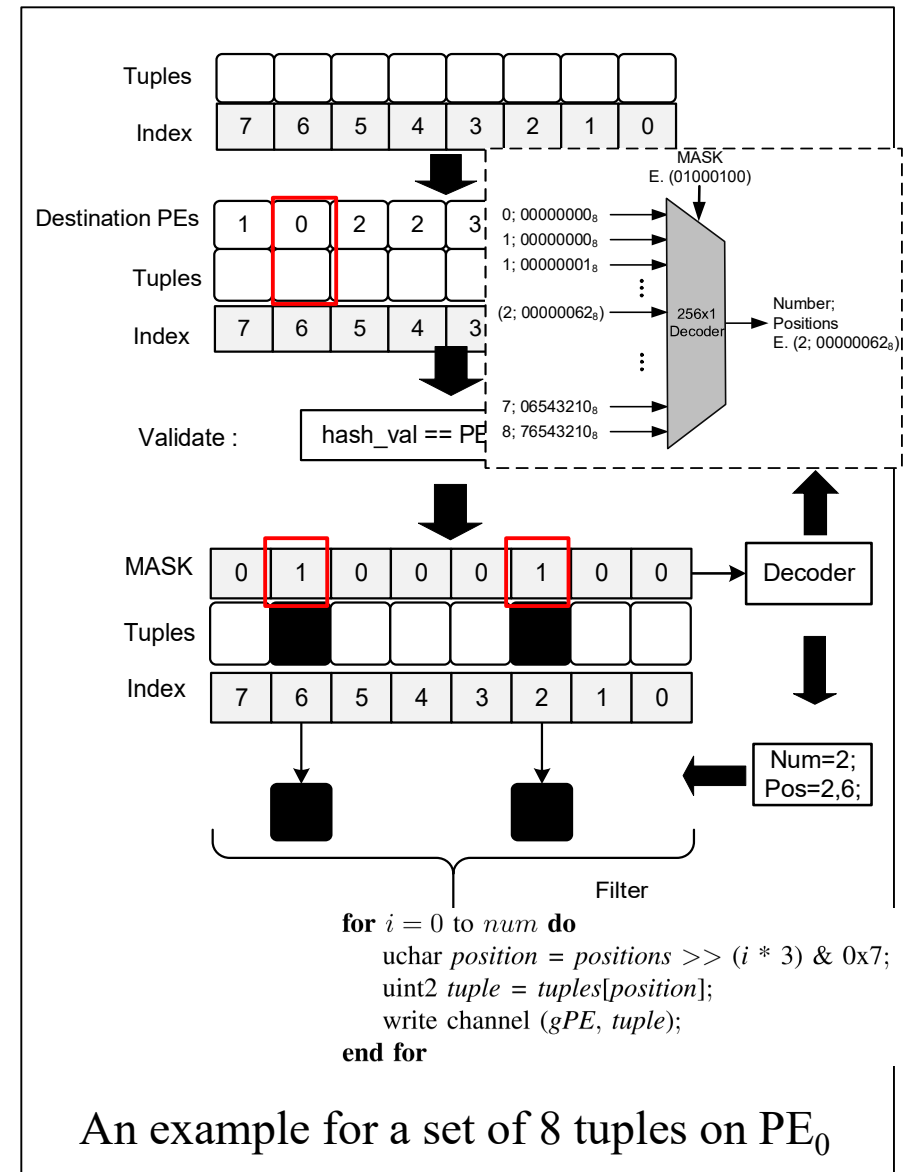 Tuples
Index 7 6 5 4 3 2 1 0
MASK
E. (01000100)
Destination PEs 1 0 2 2 3
Tuples
Index 7 6 5 4 3
0; 00000000₈
1; 00000000₈
1; 00000001₈
⋮
(2; 00000062₈)
⋮
7; 06543210₈
8; 76543210₈
256x1
Decoder
Number;
Positions
E. (2; 00000062₈)
Validate : hash_val == PE
MASK 0 1 0 0 0 1 0 0 Decoder
Tuples
Index 7 6 5 4 3 2 1 0
Num=2;
Pos=2,6;
Filter
for i = 0 to num do
uchar position = positions >> (i * 3) & 0x7;
uint2 tuple = tuples[position];
write channel (gPE, tuple);
end for
An example for a set of 8 tuples on PE₀